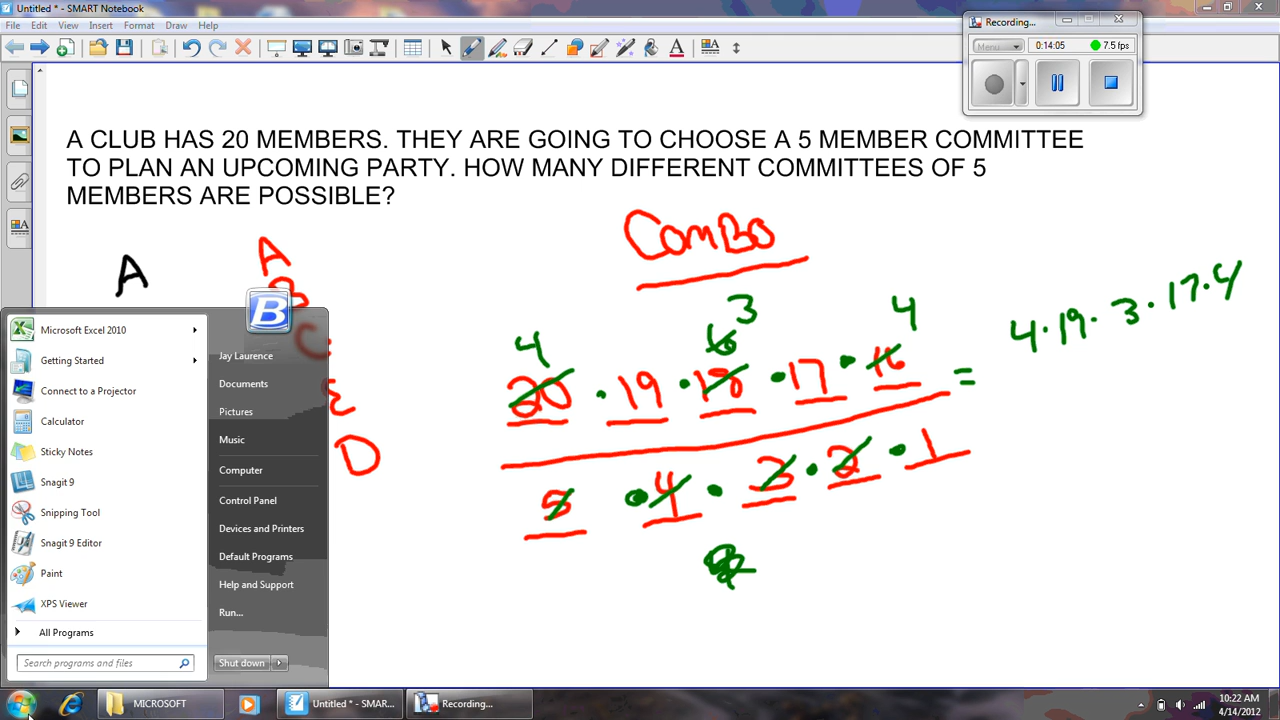 Untitled * - SMART Notebook
File Edit View Insert Format Draw Help
Recording...
Menu 0:14:05 7.5 fps
A CLUB HAS 20 MEMBERS. THEY ARE GOING TO CHOOSE A 5 MEMBER COMMITTEE
TO PLAN AN UPCOMING PARTY. HOW MANY DIFFERENT COMMITTEES OF 5
MEMBERS ARE POSSIBLE?
COMBO
A A
B
C
E
D
3
4 6 4
20 · 19 · 18 · 17 · 16 =
4 · 19 · 3 · 17 · 4
5 · 4 · 3 · 2 · 1
Microsoft Excel 2010
Getting Started
Connect to a Projector
Calculator
Sticky Notes
Snagit 9
Snipping Tool
Snagit 9 Editor
Paint
XPS Viewer
All Programs
Search programs and files
B
Jay Laurence
Documents
Pictures
Music
Computer
Control Panel
Devices and Printers
Default Programs
Help and Support
Run...
Shut down
MICROSOFT
Untitled * - SMAR...
Recording...
10:22 AM
4/14/2012